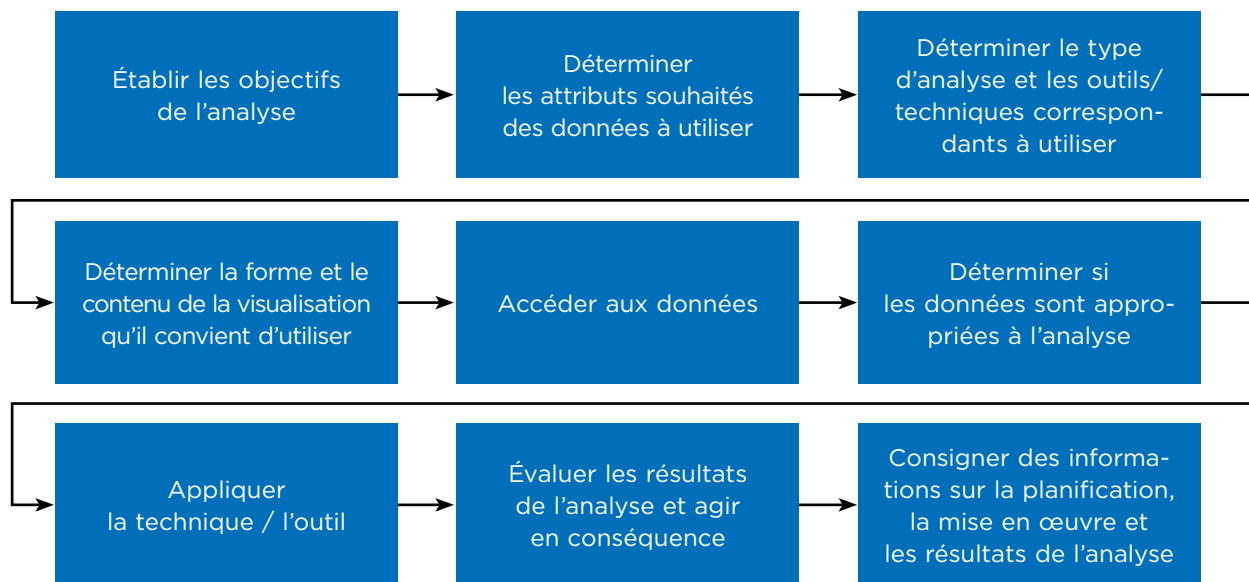 Établir les objectifs
de l’analyse
Déterminer
les attributs souhaités
des données à utiliser
Déterminer le type
d’analyse et les outils/
techniques correspon-
dants à utiliser
Déterminer la forme et le
contenu de la visualisation
qu’il convient d’utiliser
Accéder aux données
Déterminer si
les données sont appro-
priées à l’analyse
Appliquer
la technique / l’outil
Évaluer les résultats
de l’analyse et agir
en conséquence
Consigner des informa-
tions sur la planification,
la mise en œuvre et
les résultats de l’analyse